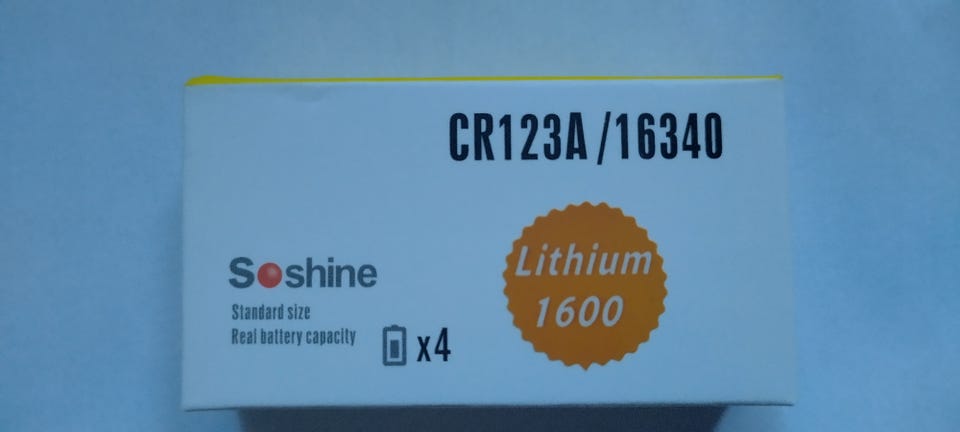 CR123A /16340
Lithium
1600
Soshine
Standard size
Real battery capacity
x4